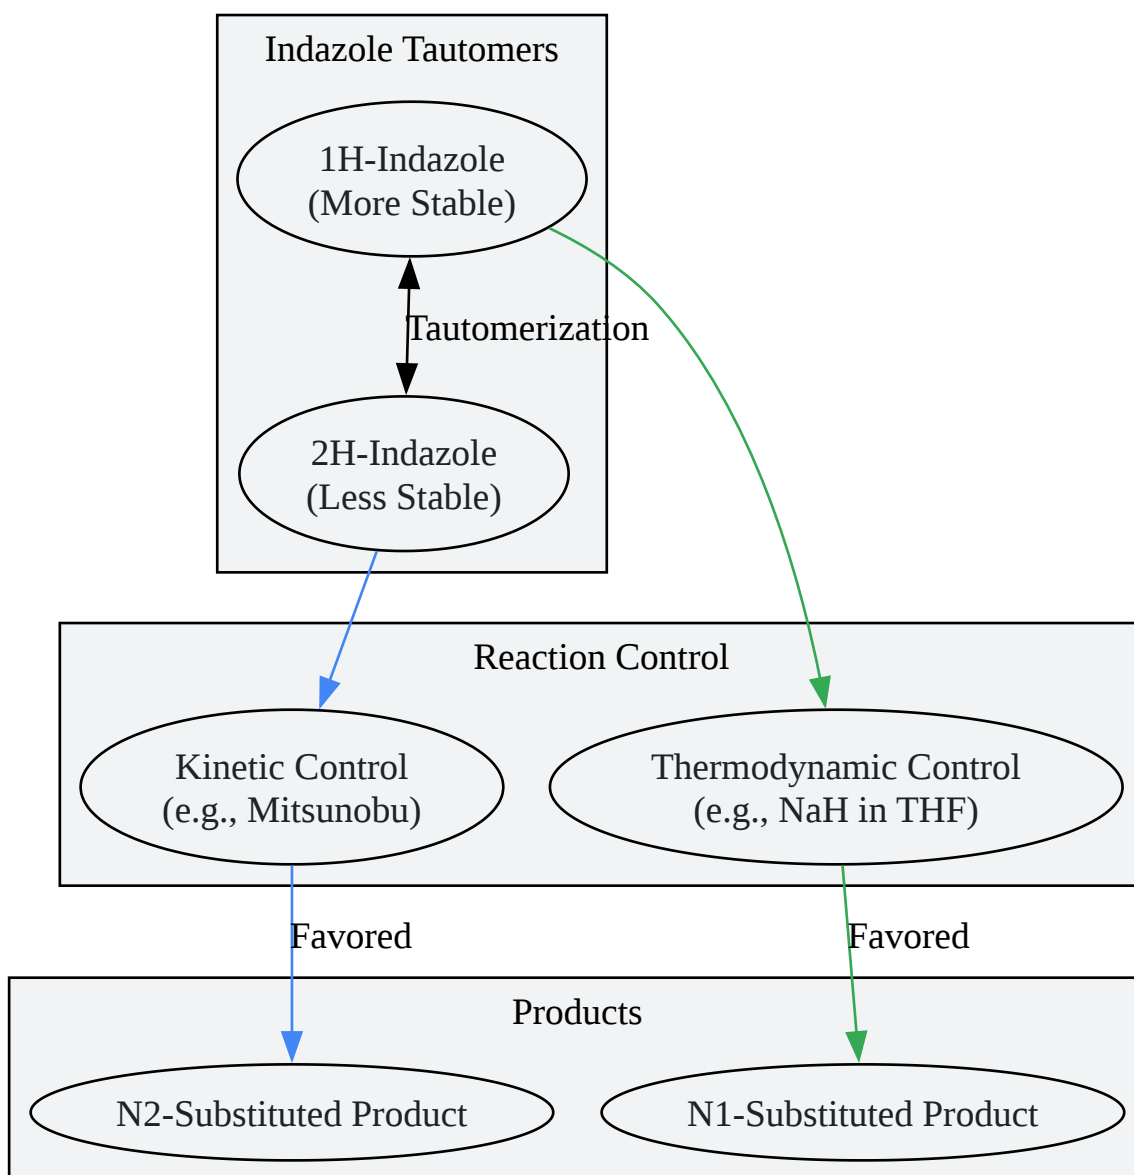 Indazole Tautomers
1H-Indazole
(More Stable)
Tautomerization
2H-Indazole
(Less Stable)
Reaction Control
Kinetic Control
(e.g., Mitsunobu)
Thermodynamic Control
(e.g., NaH in THF)
Favored
Favored
Products
N2-Substituted Product
N1-Substituted Product